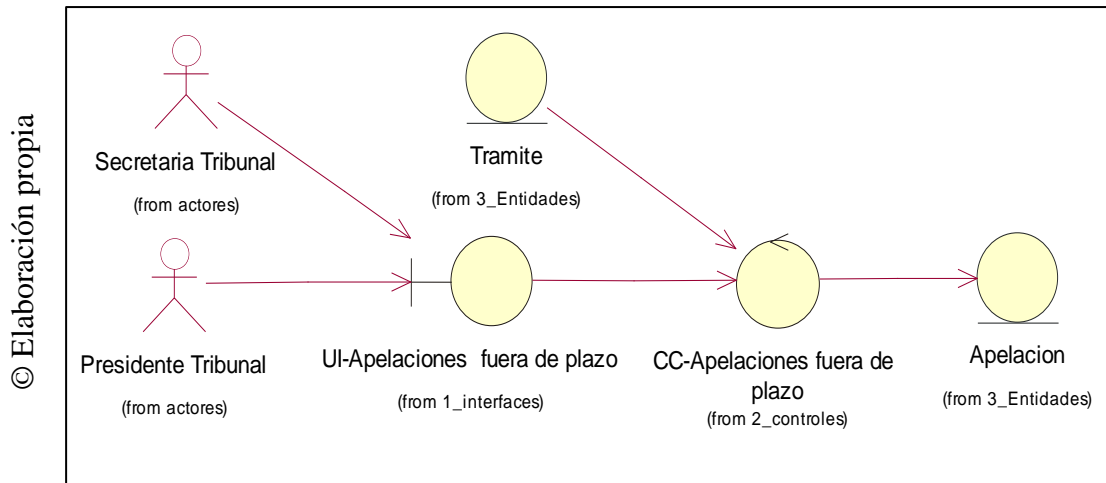 © Elaboración propia
Secretaria Tribunal
(from actores)
Tramite
(from 3_Entidades)
Presidente Tribunal
(from actores)
UI-Apelaciones fuera de plazo
(from 1_interfaces)
CC-Apelaciones fuera de
plazo
(from 2_controles)
Apelacion
(from 3_Entidades)